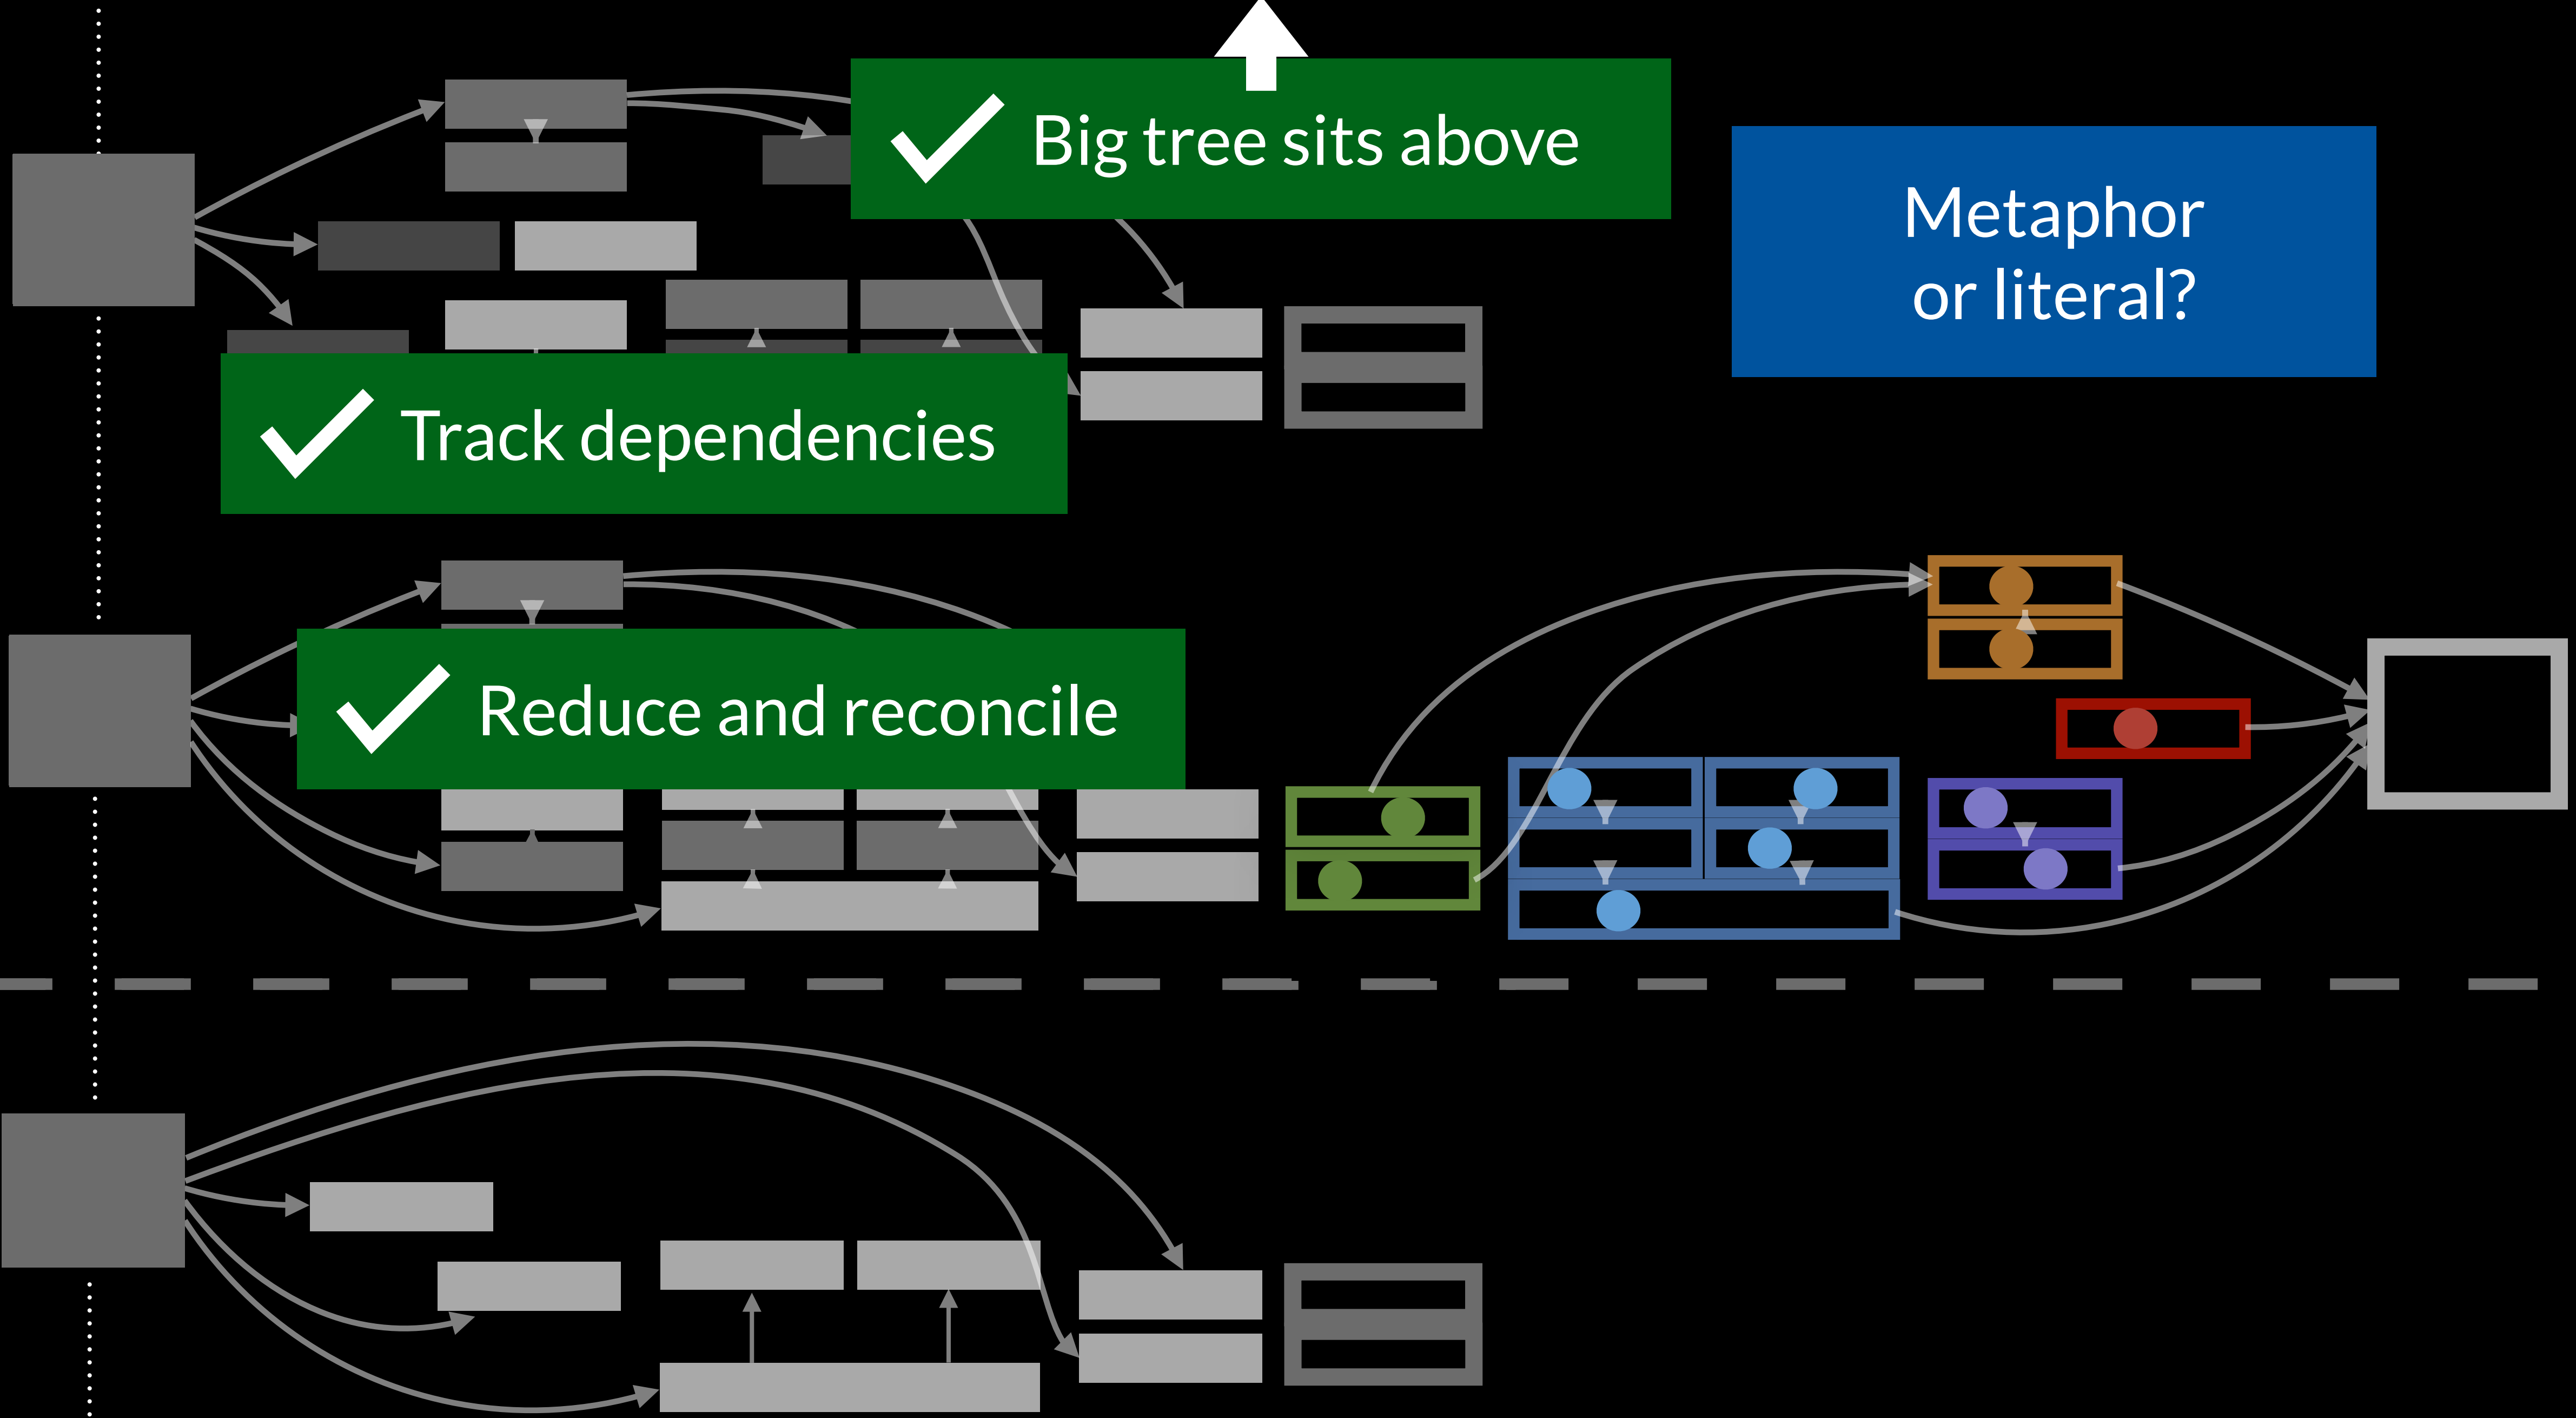 Big tree sits above
Metaphor
or literal?
Track dependencies
Reduce and reconcile